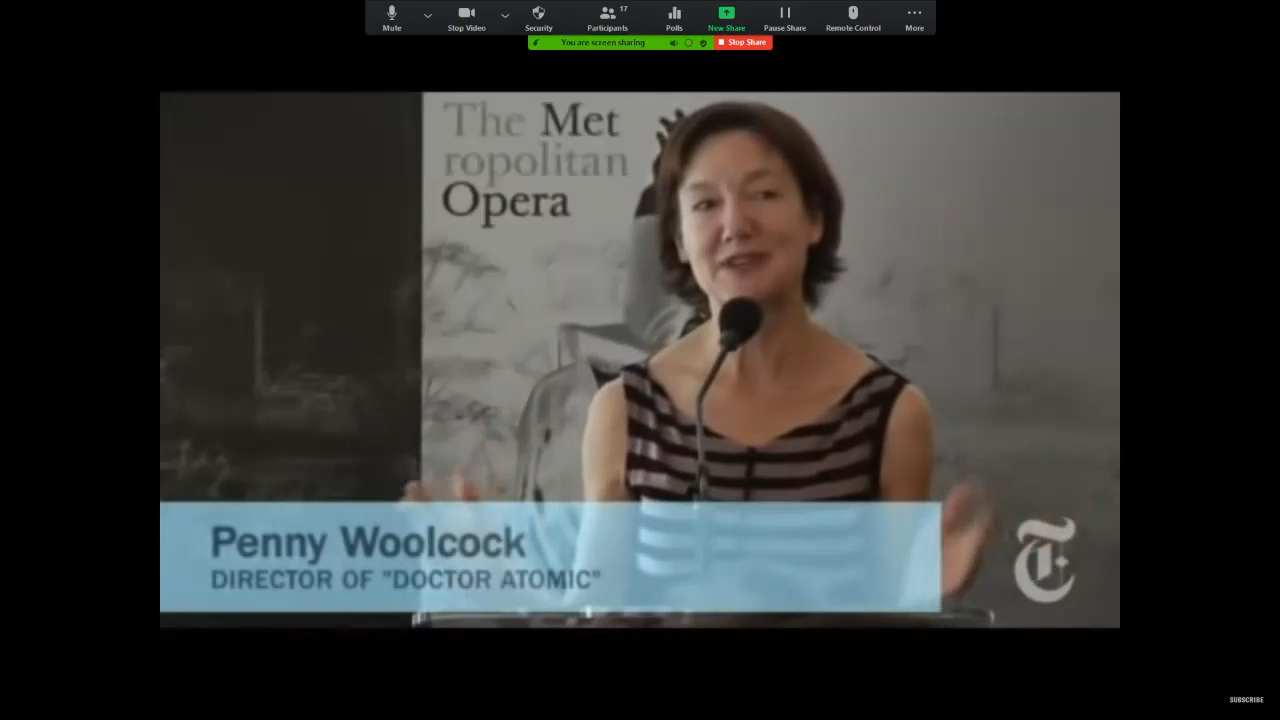 17
Mute
Stop Video
Security
Participants
Polls
New Share
Pause Share
Remote Control
More
You are screen sharing
Stop Share
The Met
ropolitan
Opera
Penny Woolcock
DIRECTOR OF "DOCTOR ATOMIC"
T
SUBSCRIBE